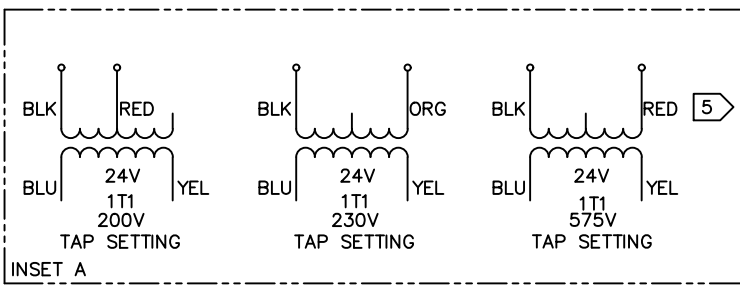 BLK RED BLK ORG BLK RED 5
BLU 24V YEL BLU 24V YEL BLU 24V YEL
1T1 1T1 1T1
200V 230V 575V
TAP SETTING TAP SETTING TAP SETTING
INSET A